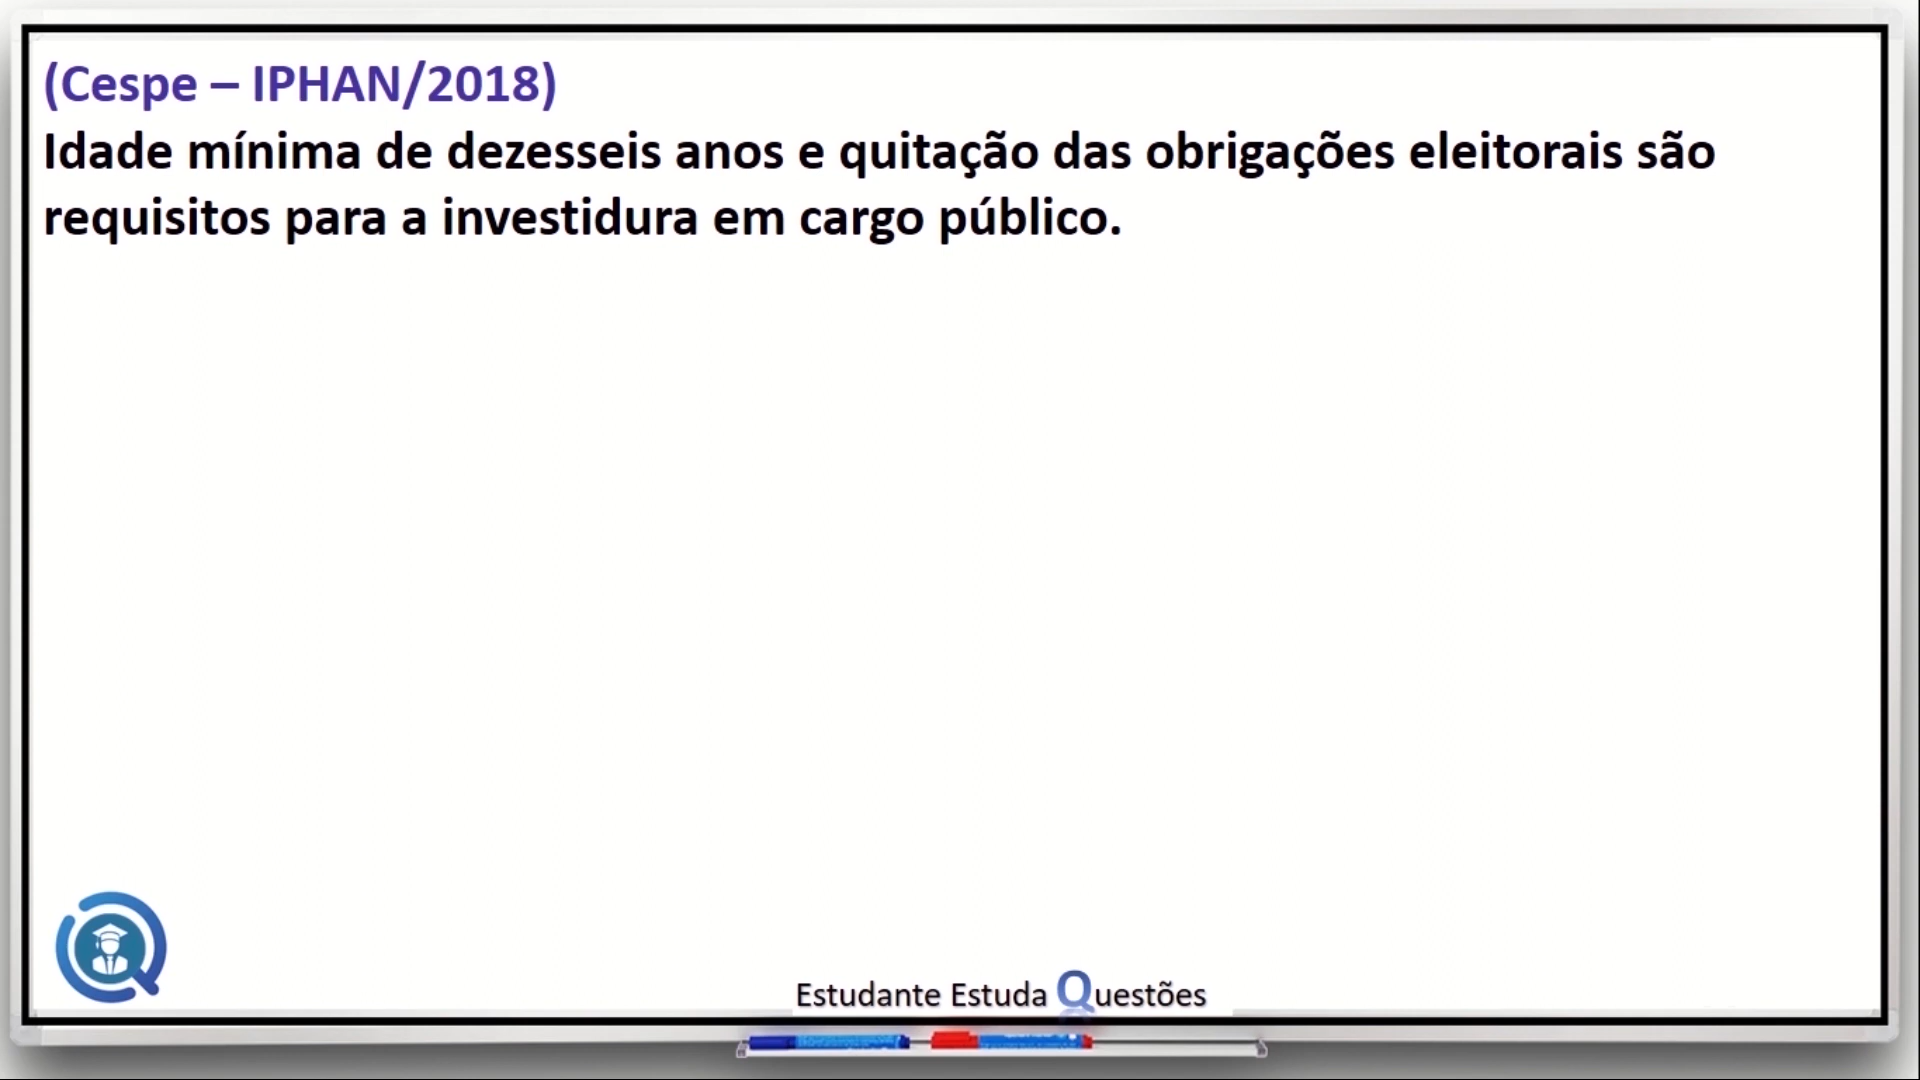 (Cespe – IPHAN/2018)
Idade mínima de dezesseis anos e quitação das obrigações eleitorais são
requisitos para a investidura em cargo público.
Estudante Estuda Questões